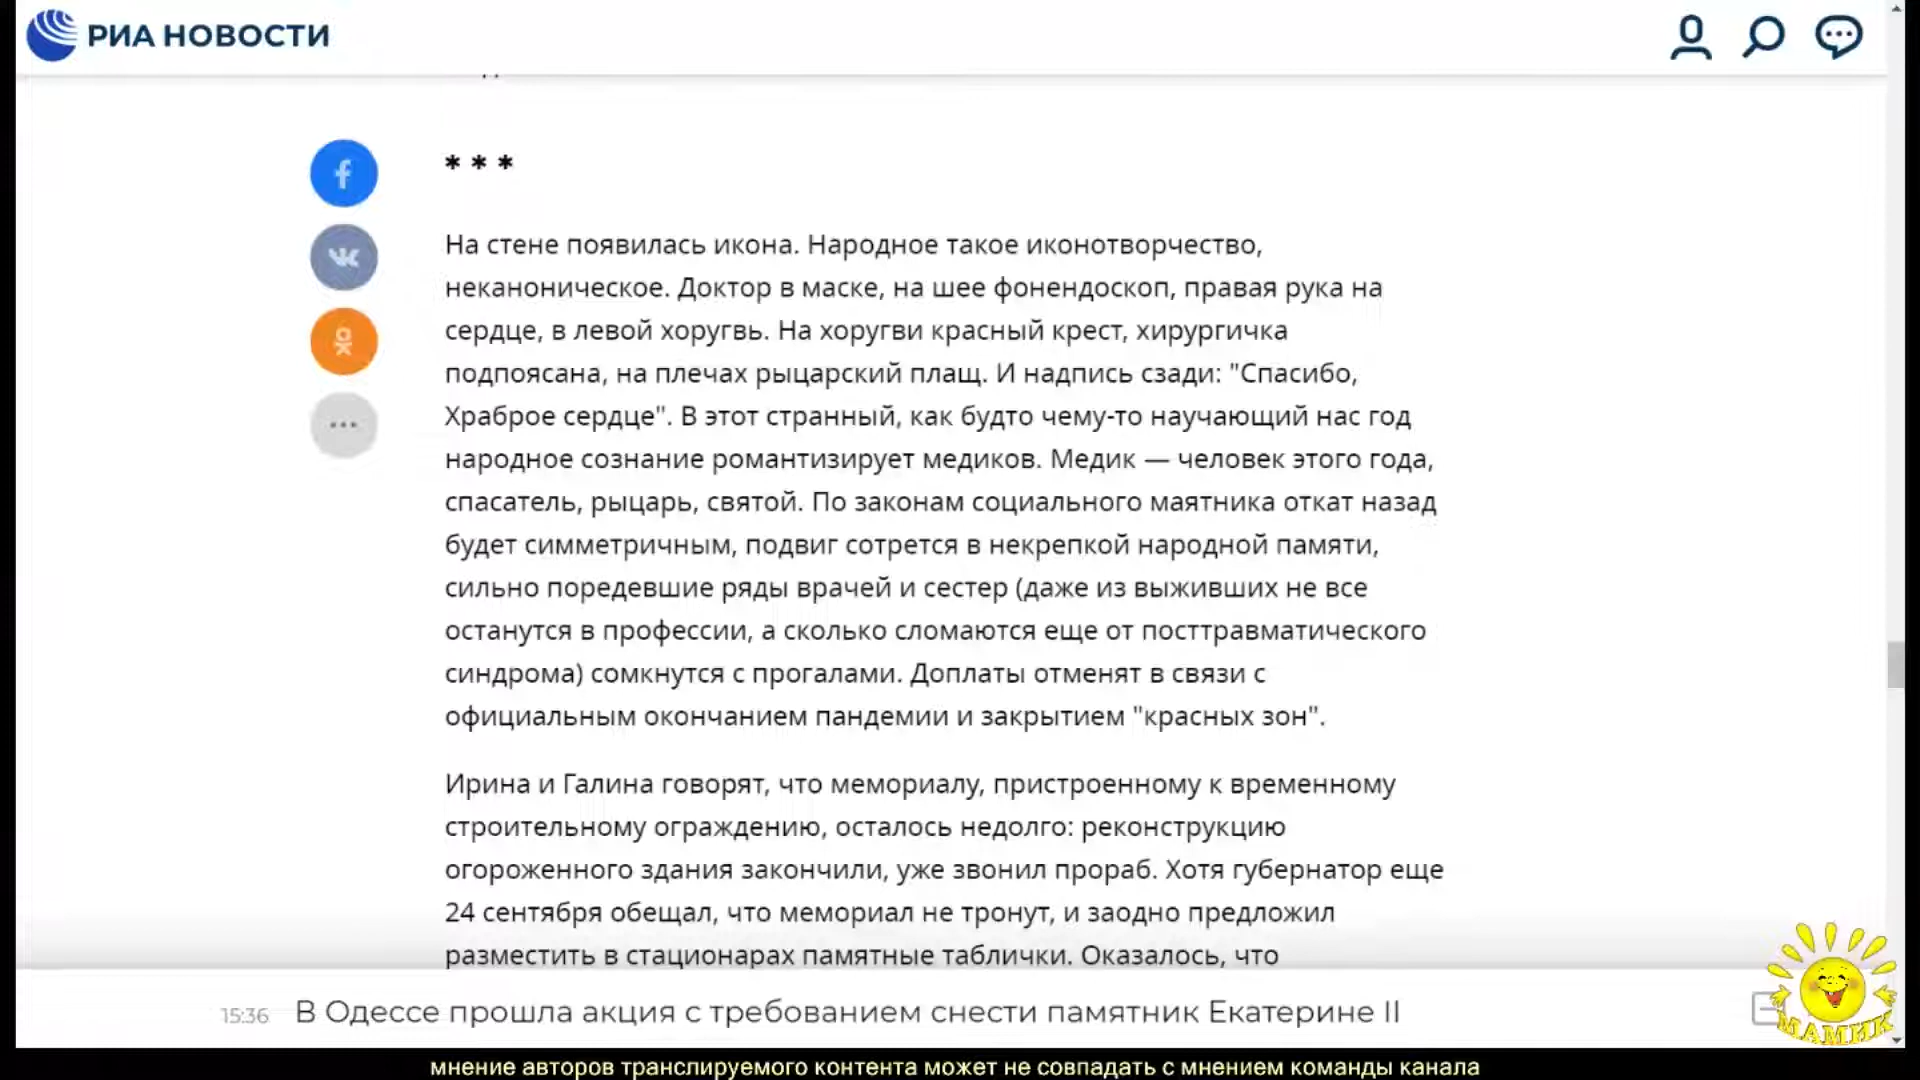 РИА НОВОСТИ
* * *
На стене появилась икона. Народное такое иконотворчество,
неканоническое. Доктор в маске, на шее фонендоскоп, правая рука на
сердце, в левой хоругвь. На хоругви красный крест, хирургичка
подпоясана, на плечах рыцарский плащ. И надпись сзади: "Спасибо,
Храброе сердце". В этот странный, как будто чему-то научающий нас год
народное сознание романтизирует медиков. Медик — человек этого года,
спасатель, рыцарь, святой. По законам социального маятника откат назад
будет симметричным, подвиг сотрется в некрепкой народной памяти,
сильно поредевшие ряды врачей и сестер (даже из выживших не все
останутся в профессии, а сколько сломаются еще от посттравматического
синдрома) сомкнутся с прогалами. Доплаты отменят в связи с
официальным окончанием пандемии и закрытием "красных зон".
Ирина и Галина говорят, что мемориалу, пристроенному к временному
строительному ограждению, осталось недолго: реконструкцию
огороженного здания закончили, уже звонил прораб. Хотя губернатор еще
24 сентября обещал, что мемориал не тронут, и заодно предложил
разместить в стационарах памятные таблички. Оказалось, что
15:36 В Одессе прошла акция с требованием снести памятник Екатерине II
МАМИК
мнение авторов транслируемого контента может не совпадать с мнением команды канала